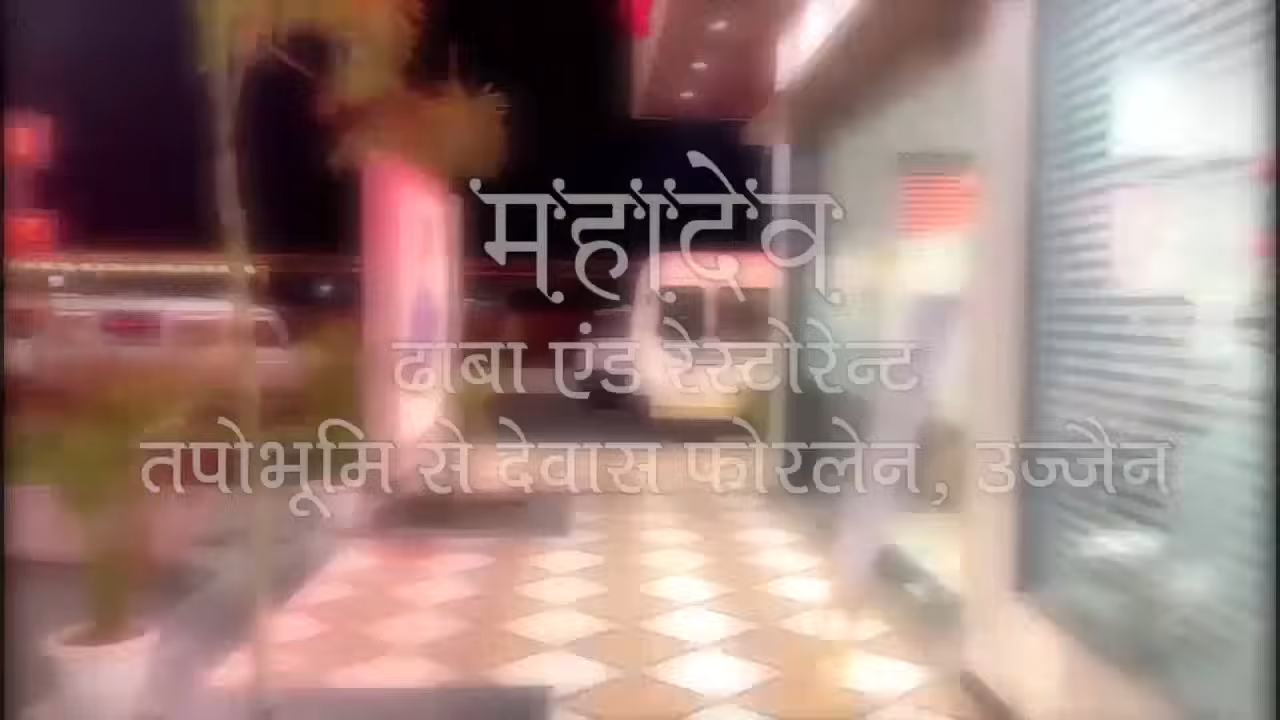 महादेव
ढाबा एंड रेस्टोरेन्ट
तपोभूमि से देवास फोरलेन, उज्जैन